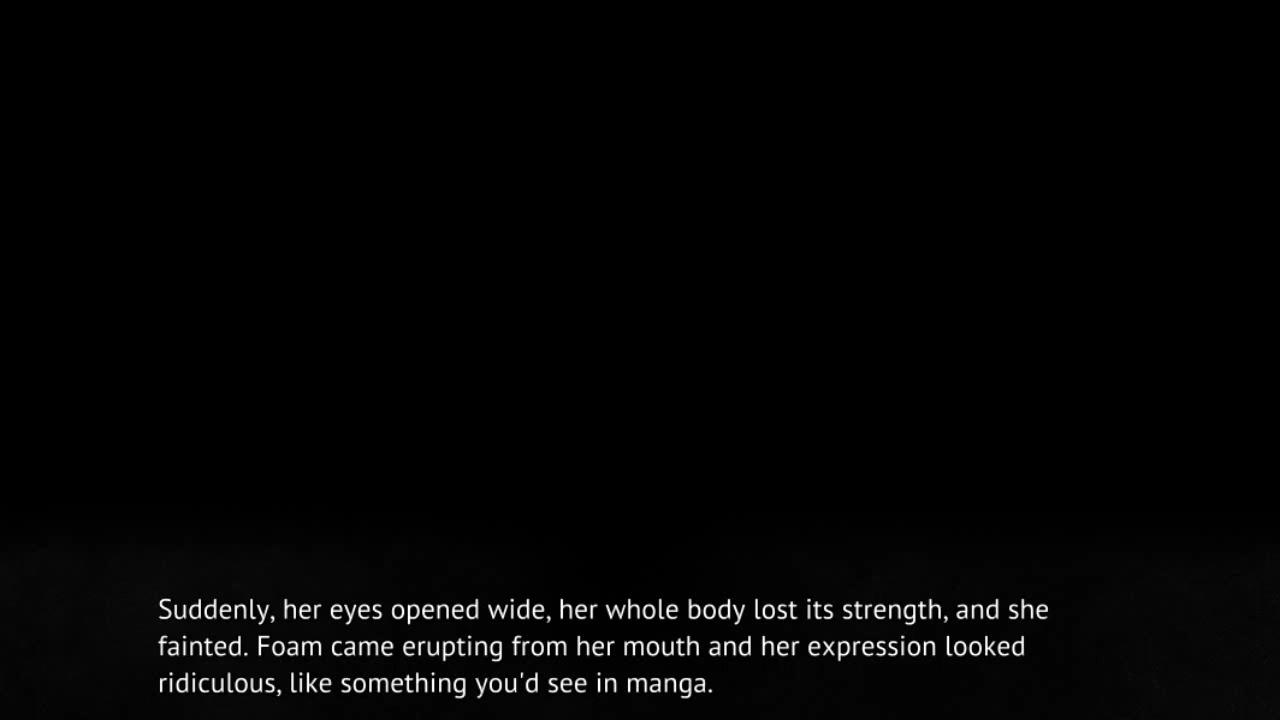 Suddenly, her eyes opened wide, her whole body lost its strength, and she
fainted. Foam came erupting from her mouth and her expression looked
ridiculous, like something you'd see in manga.